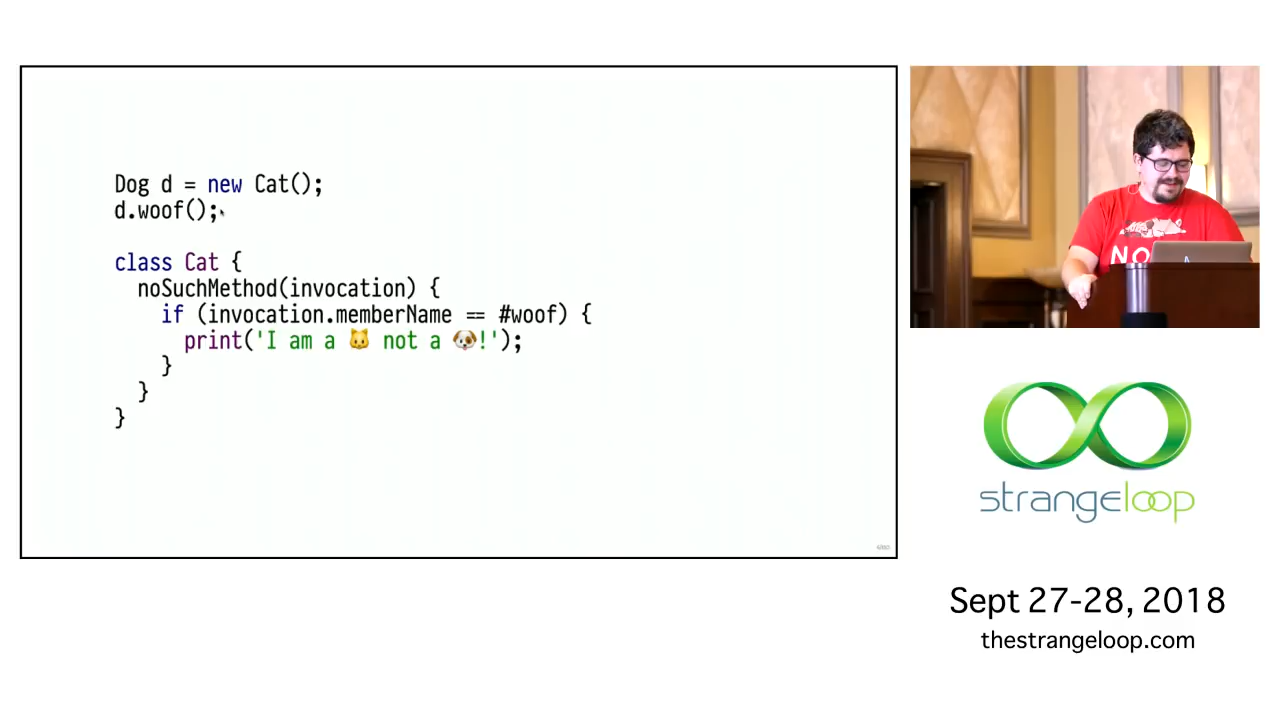 Dog d = new Cat();
d.woof();
class Cat {
noSuchMethod(invocation) {
if (invocation.memberName == #woof) {
print('I am a 🐱 not a 🐶!');
}
}
}
NO
strangeloop
Sept 27-28, 2018
thestrangeloop.com